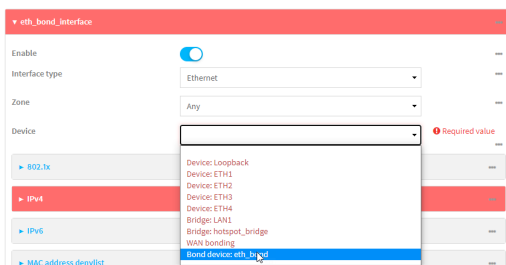 eth_bond_interface
Enable
Interface type
Ethernet
Zone
Any
Device
Required value
Device: Loopback
Device: ETH1
Device: ETH2
Device: ETH3
Device: ETH4
Bridge: LAN1
Bridge: hotspot_bridge
WAN bonding
Bond device: eth_bond
802.1x
IPv4
IPv6
MAC address denylist